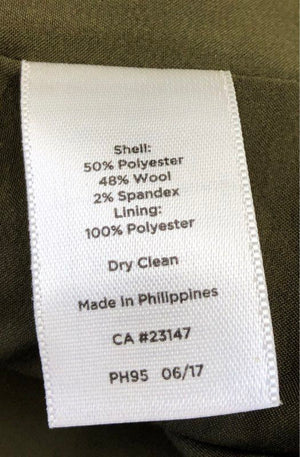 Shell:
50% Polyester
48% Wool
2% Spandex
Lining:
100% Polyester
Dry Clean
Made In Philippines
CA #23147
PH95 06/17